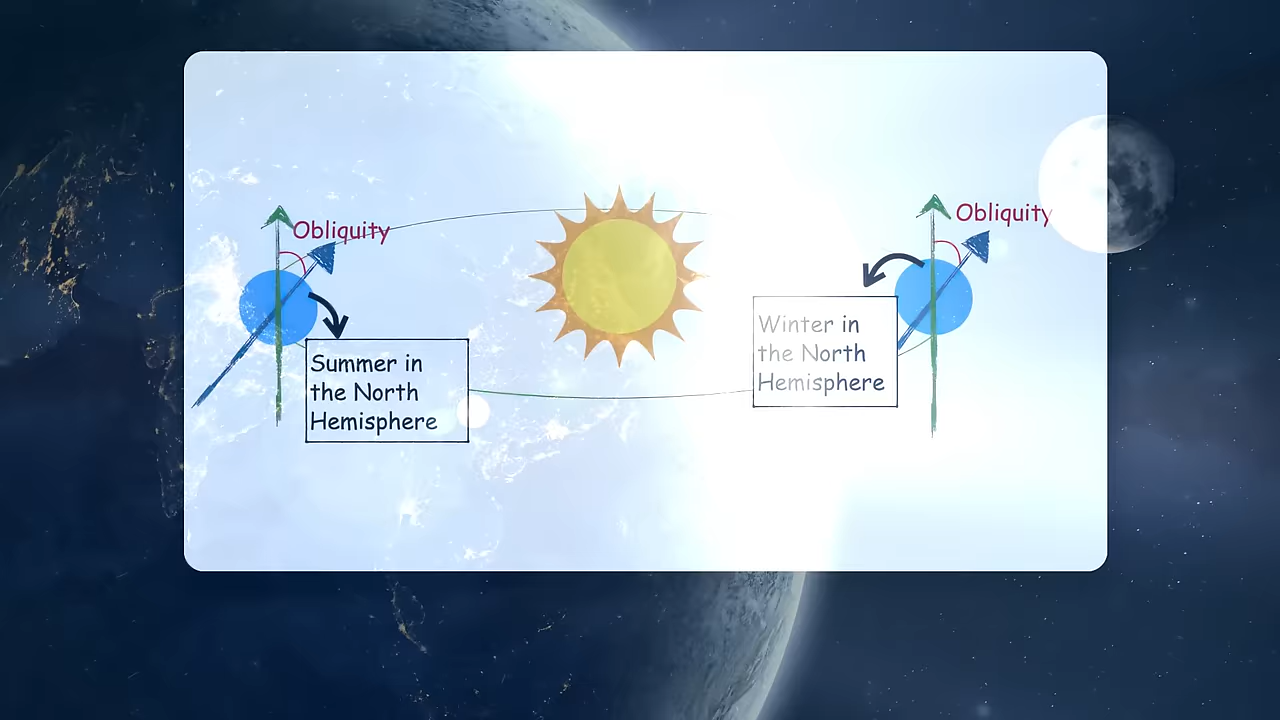 Obliquity
Summer in
the North
Hemisphere
Obliquity
Winter in
the North
Hemisphere